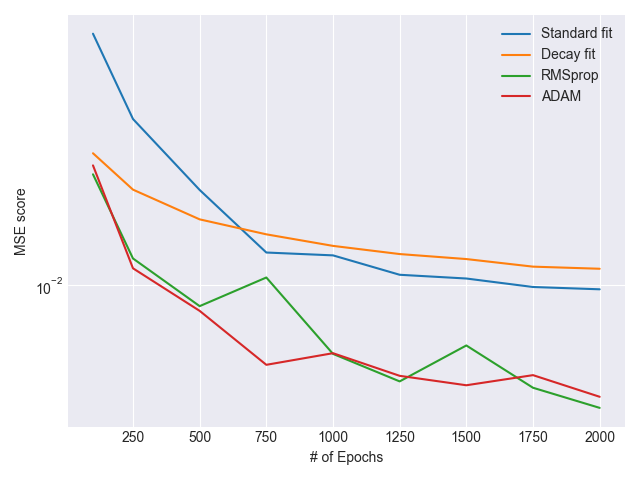 Standard fit
Decay fit
RMSprop
ADAM
MSE score
10⁻²
250 500 750 1000 1250 1500 1750 2000
# of Epochs